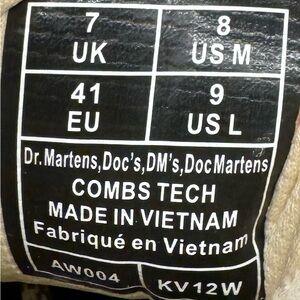 7 8
UK US M
41 9
EU US L
Dr.Martens,Doc's,DM's,DocMartens
COMBS TECH
MADE IN VIETNAM
Fabriqué en Vietnam
AW004 KV12W